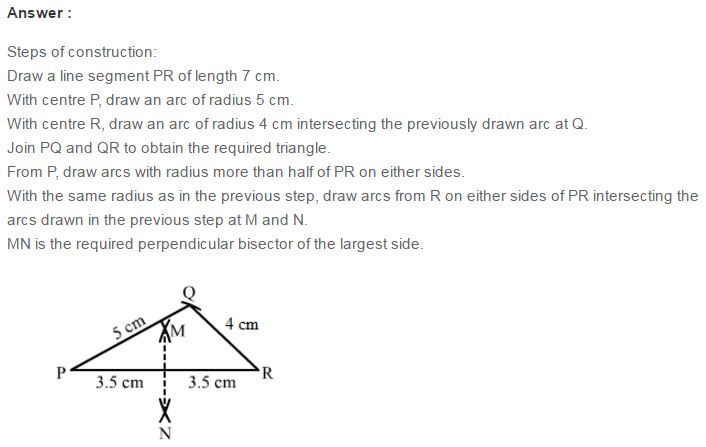 Answer :
Steps of construction:
Draw a line segment PR of length 7 cm.
With centre P, draw an arc of radius 5 cm.
With centre R, draw an arc of radius 4 cm intersecting the previously drawn arc at Q.
Join PQ and QR to obtain the required triangle.
From P, draw arcs with radius more than half of PR on either sides.
With the same radius as in the previous step, draw arcs from R on either sides of PR intersecting the
arcs drawn in the previous step at M and N.
MN is the required perpendicular bisector of the largest side.
Q
5 cm
M
4 cm
P
R
3.5 cm
3.5 cm
N